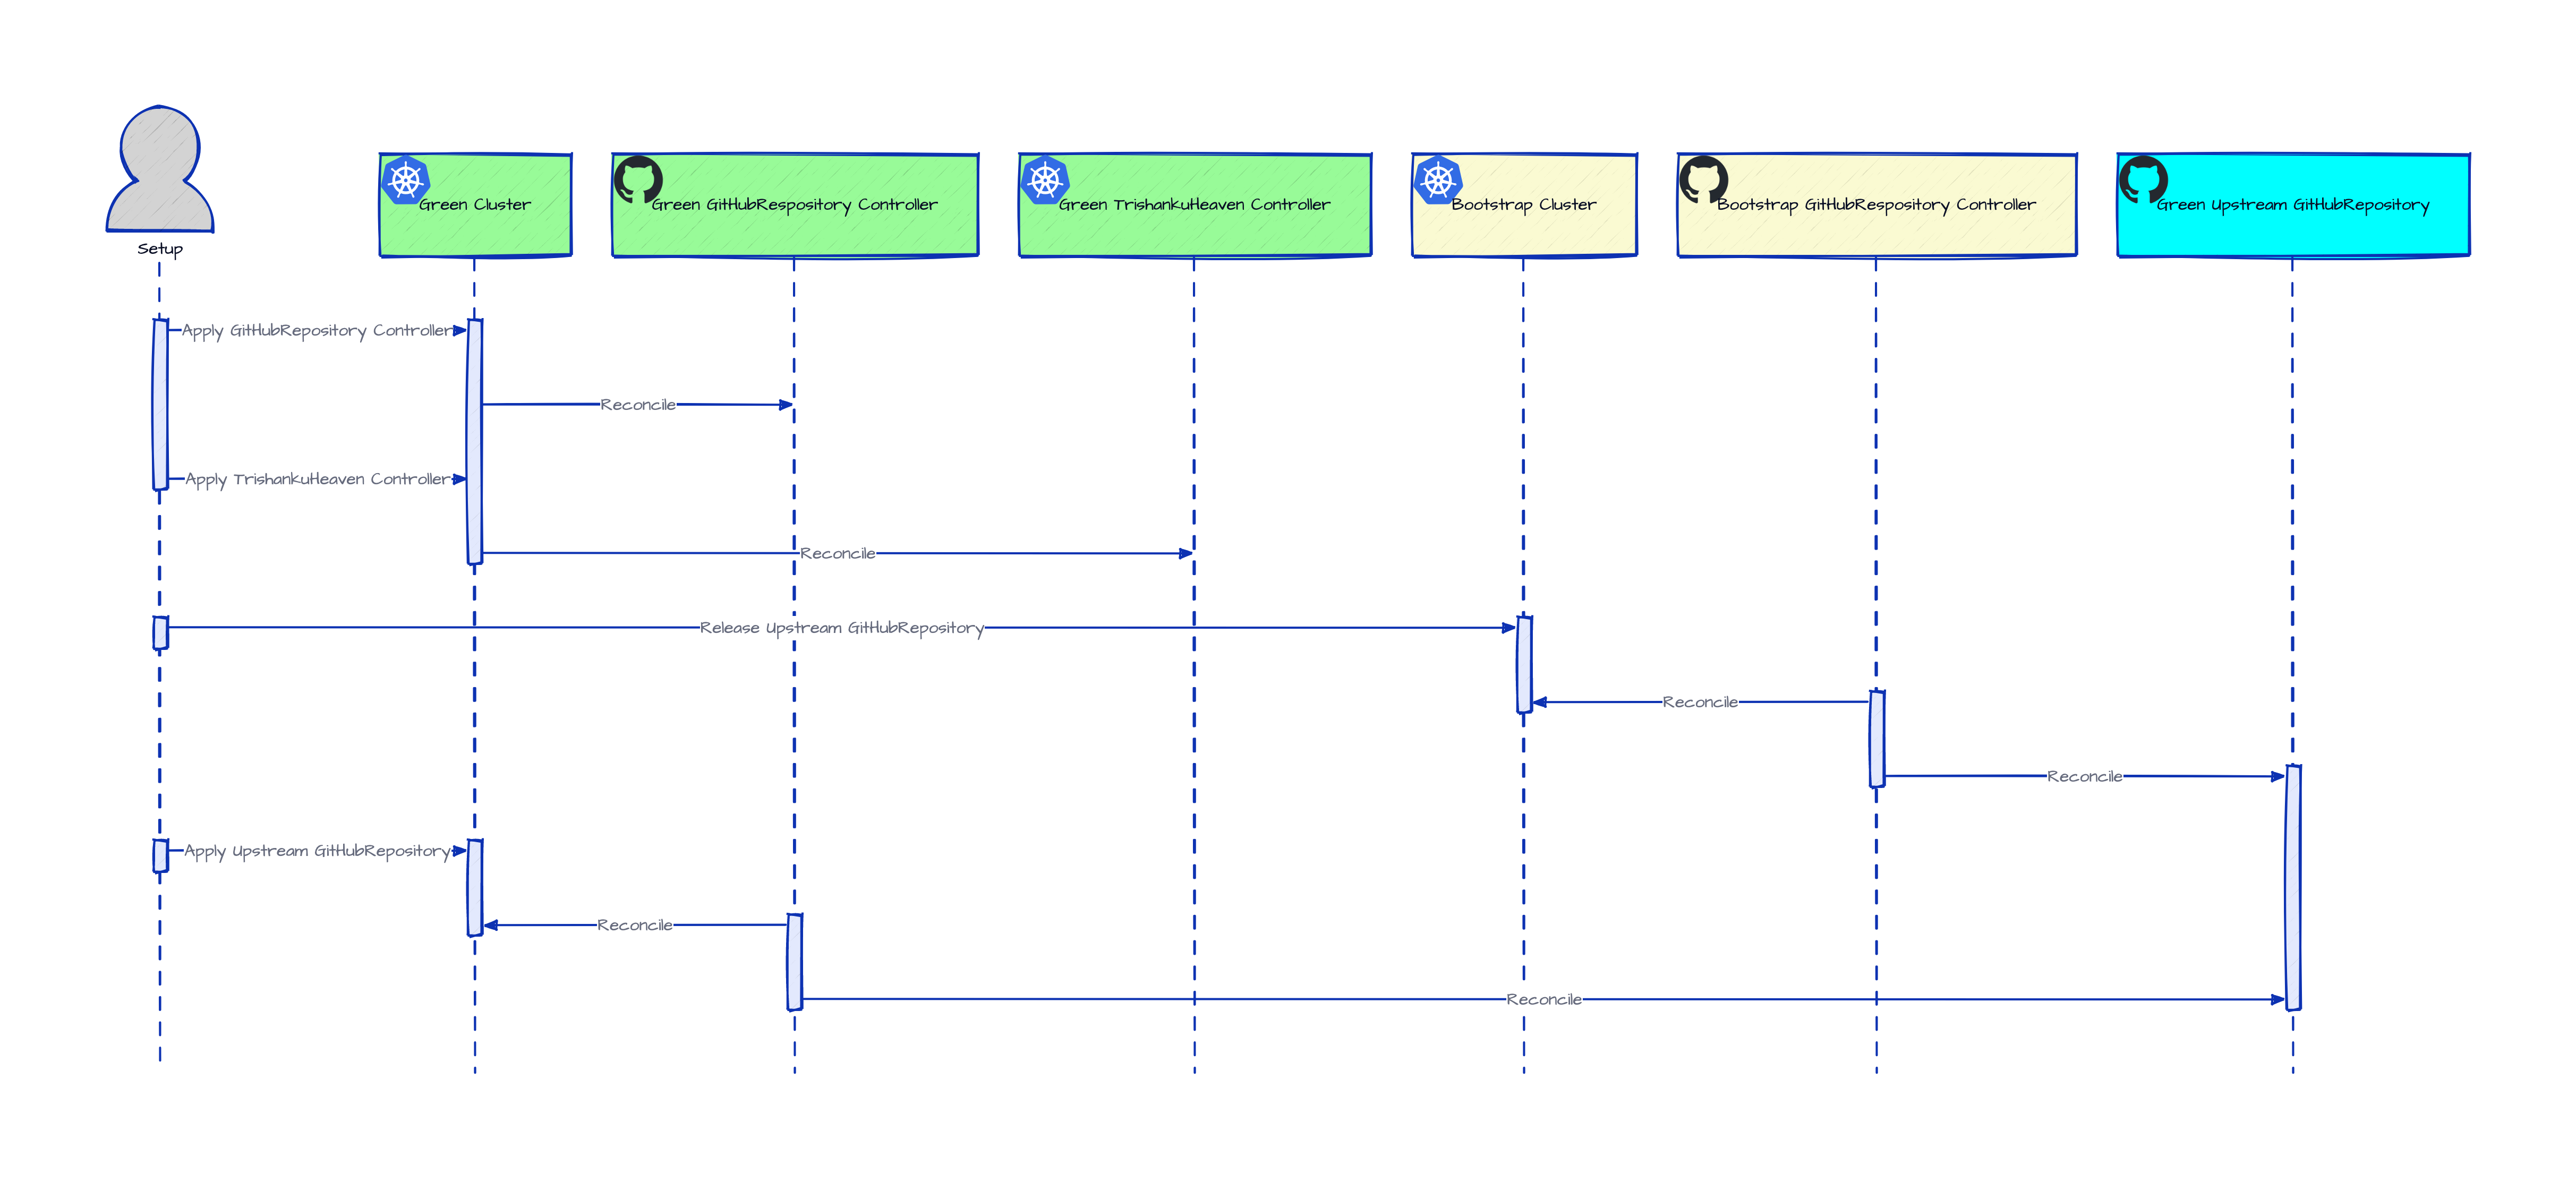 Setup
Green Cluster
Green GitHubRespository Controller
Green TrishankuHeaven Controller
Bootstrap Cluster
Bootstrap GitHubRespository Controller
Green Upstream GitHubRepository
Apply GitHubRepository Controller
Reconcile
Apply TrishankuHeaven Controller
Reconcile
Release Upstream GitHubRepository
Reconcile
Reconcile
Apply Upstream GitHubRepository
Reconcile
Reconcile